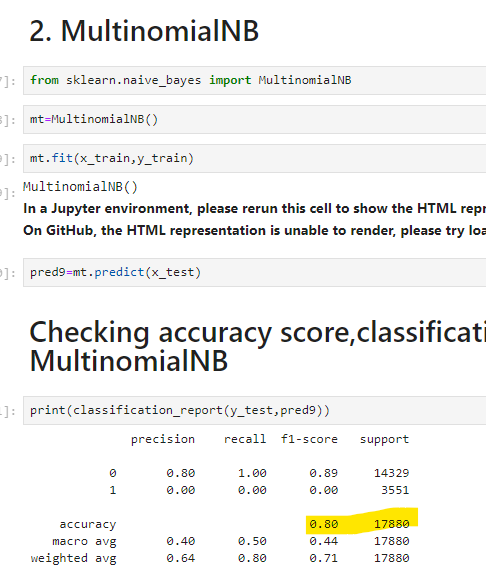 2. MultinomialNB
from sklearn.naive_bayes import MultinomialNB
mt=MultinomialNB()
mt.fit(x_train,y_train)
MultinomialNB()
In a Jupyter environment, please rerun this cell to show the HTML
On GitHub, the HTML representation is unable to render, please try
pred9=mt.predict(x_test)
Checking accuracy
MultinomialNB
print(classification_report(y_test,pred9))
precision recall f1-score support
0 0.80 1.00 0.89 14329
1 0.00 0.00 0.00 3551
accuracy 0.80 17880
macro avg 0.40 0.50 0.44 17880
weighted avg 0.64 0.80 0.71 17880